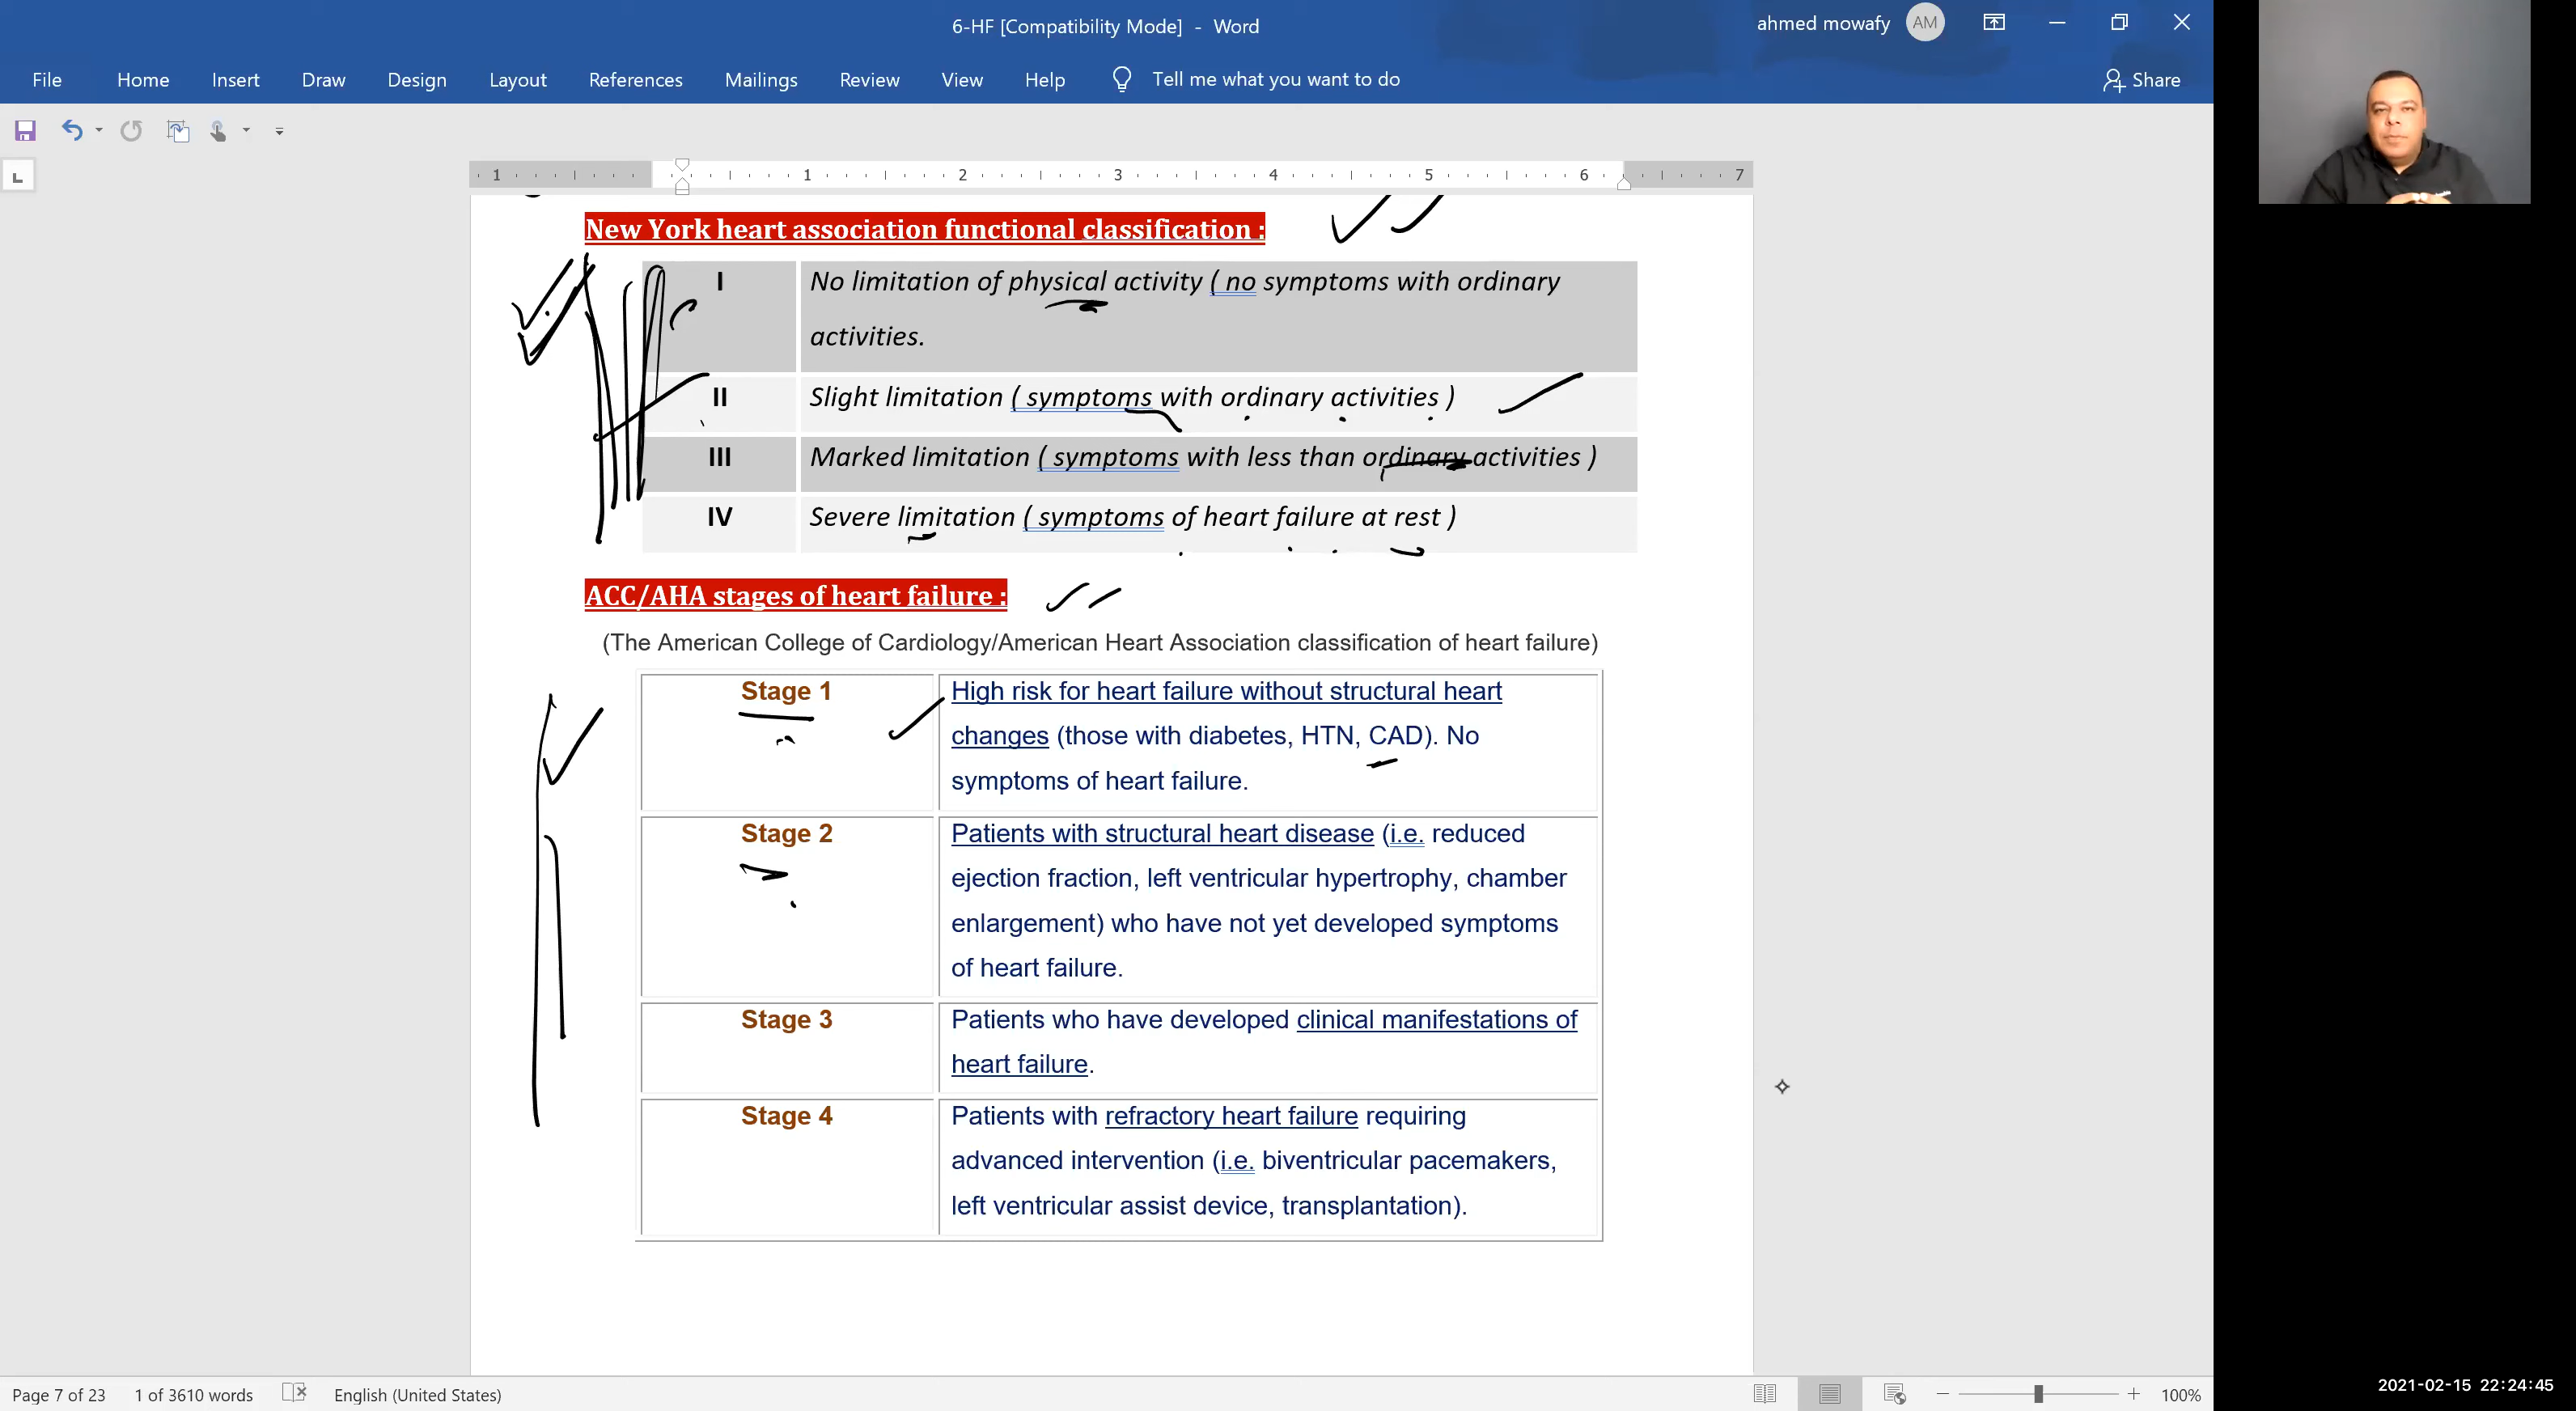 6-HF [Compatibility Mode] - Word
ahmed mowafy AM
File Home Insert Draw Design Layout References Mailings Review View Help Tell me what you want to do Share
1 1 2 3 4 5 6 7
New York heart association functional classification :
I No limitation of physical activity ( no symptoms with ordinary
activities.
II Slight limitation ( symptoms with ordinary activities )
III Marked limitation ( symptoms with less than ordinary activities )
IV Severe limitation ( symptoms of heart failure at rest )
ACC/AHA stages of heart failure :
(The American College of Cardiology/American Heart Association classification of heart failure)
Stage 1 High risk for heart failure without structural heart
changes (those with diabetes, HTN, CAD). No
symptoms of heart failure.
Stage 2 Patients with structural heart disease (i.e. reduced
ejection fraction, left ventricular hypertrophy, chamber
enlargement) who have not yet developed symptoms
of heart failure.
Stage 3 Patients who have developed clinical manifestations of
heart failure.
Stage 4 Patients with refractory heart failure requiring
advanced intervention (i.e. biventricular pacemakers,
left ventricular assist device, transplantation).
Page 7 of 23 1 of 3610 words English (United States) 100%
2021-02-15 22:24:45